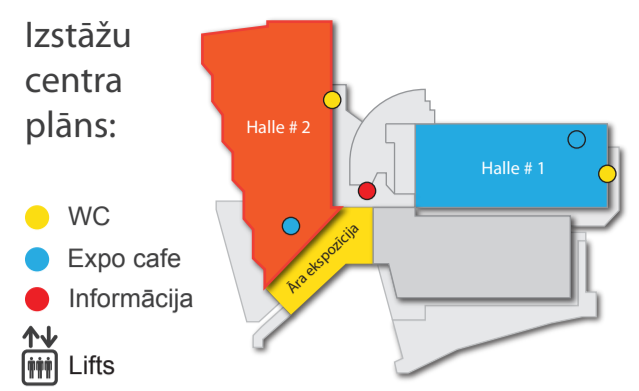 Izstāžu
centra
plāns:
Halle # 2
Halle # 1
Āra ekspozīcija
WC
Expo cafe
Informācija
Lifts